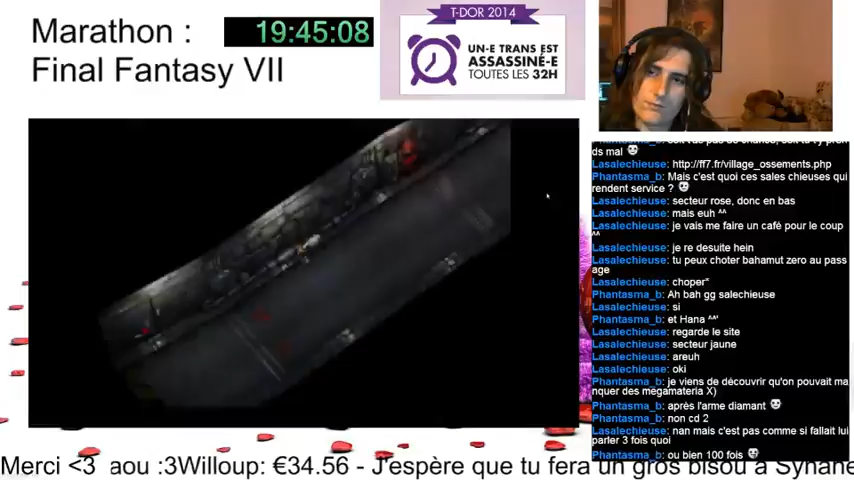 Marathon :
Final Fantasy VII
19:45:08
T-DOR 2014
UN-E TRANS EST
ASSASSINÉ-E
TOUTES LES 32H
ds mal
Lasalechieuse: http://ff7.fr/village_ossements.php
Phantasma_b: Mais c'est quoi ces sales chieuses qui
rendent service ?
Lasalechieuse: secteur rose, donc en bas
Lasalechieuse: mais euh ^^
Lasalechieuse: je vais me faire un café pour le coup
^^
Lasalechieuse: je re desuite hein
Lasalechieuse: tu peux choter bahamut zero au pass
age
Lasalechieuse: choper*
Phantasma_b: Ah bah gg salechieuse
Lasalechieuse: si
Phantasma_b: et Hana ^^'
Lasalechieuse: regarde le site
Lasalechieuse: secteur jaune
Lasalechieuse: areuh
Lasalechieuse: oki
Phantasma_b: je viens de découvrir qu'on pouvait ma
nquer des mégamateria X)
Phantasma_b: après l'arme diamant
Phantasma_b: non cd 2
Lasalechieuse: nan mais c'est pas comme si fallait lui
parler 3 fois quoi
Phantasma_b: ou bien 100 fois
Merci <3 aou :3Willoup: €34.56 - J'espère que tu fera un gros bisou à Synane